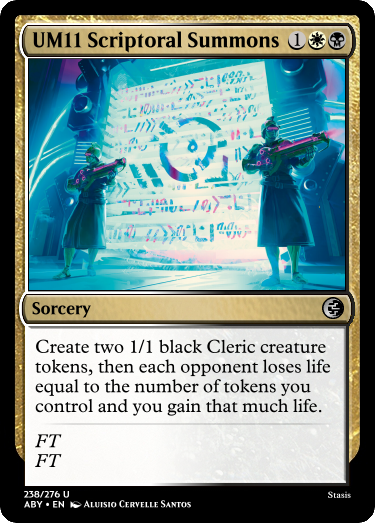 UM11 Scriptoral Summons 1
Sorcery
Create two 1/1 black Cleric creature
tokens, then each opponent loses life
equal to the number of tokens you
control and you gain that much life.
FT
FT
238/276 U
Stasis
ABY • EN Aluisio Cervelle Santos